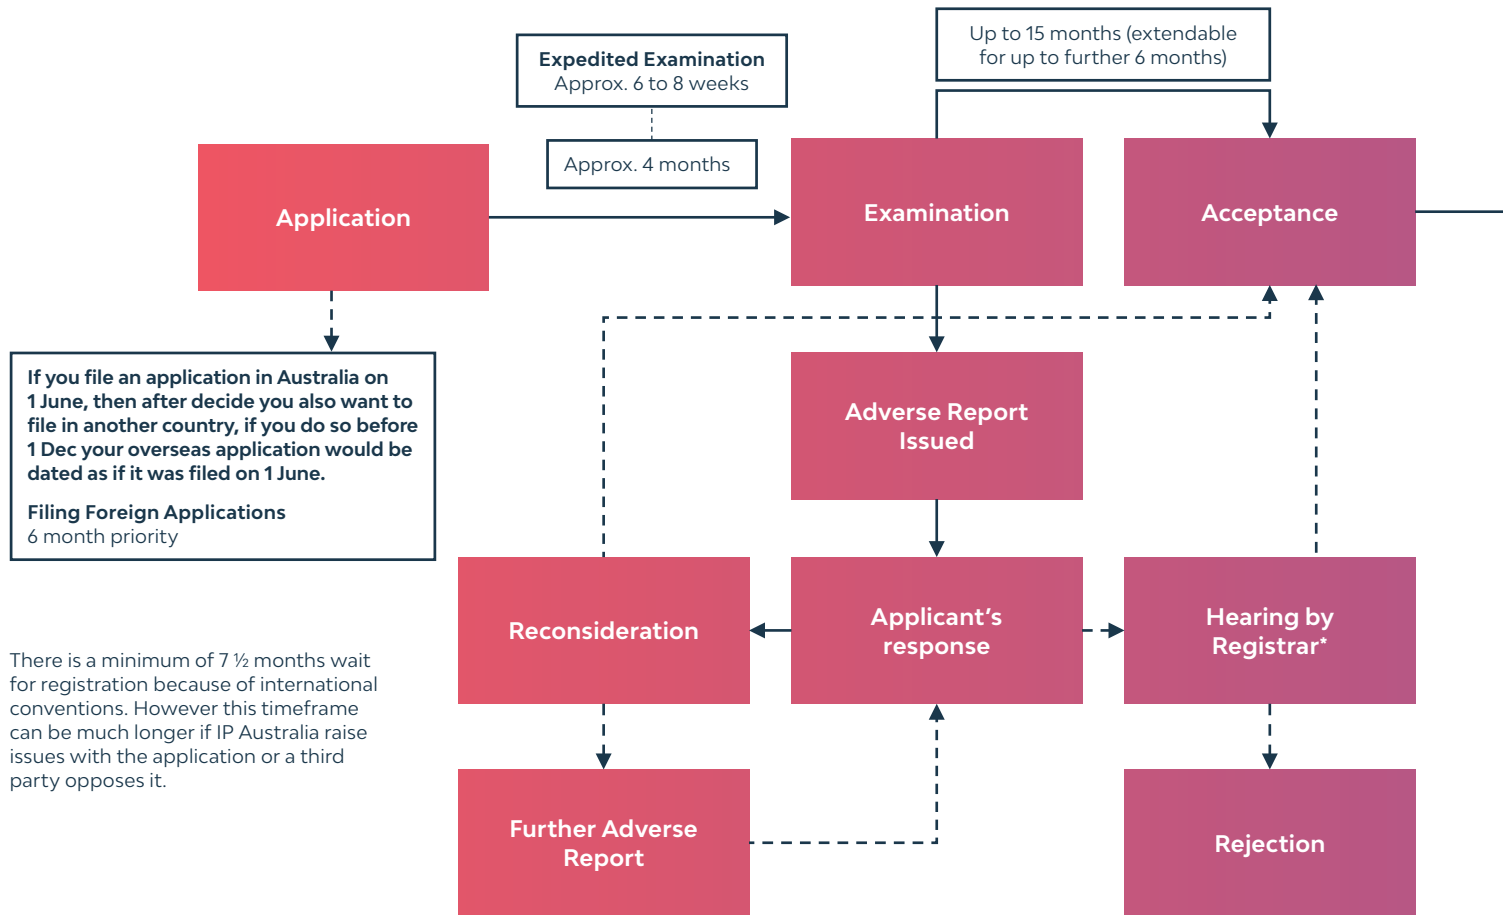 Up to 15 months (extendable
for up to further 6 months)
Expedited Examination
Approx. 6 to 8 weeks
Approx. 4 months
Application
Examination
Acceptance
If you file an application in Australia on
1 June, then after decide you also want to
file in another country, if you do so before
1 Dec your overseas application would be
dated as if it was filed on 1 June.
Filing Foreign Applications
6 month priority
Adverse Report
Issued
Reconsideration
Applicant's
response
Hearing by
Registrar*
There is a minimum of 7 ½ months wait
for registration because of international
conventions. However this timeframe
can be much longer if IP Australia raise
issues with the application or a third
party opposes it.
Further Adverse
Report
Rejection